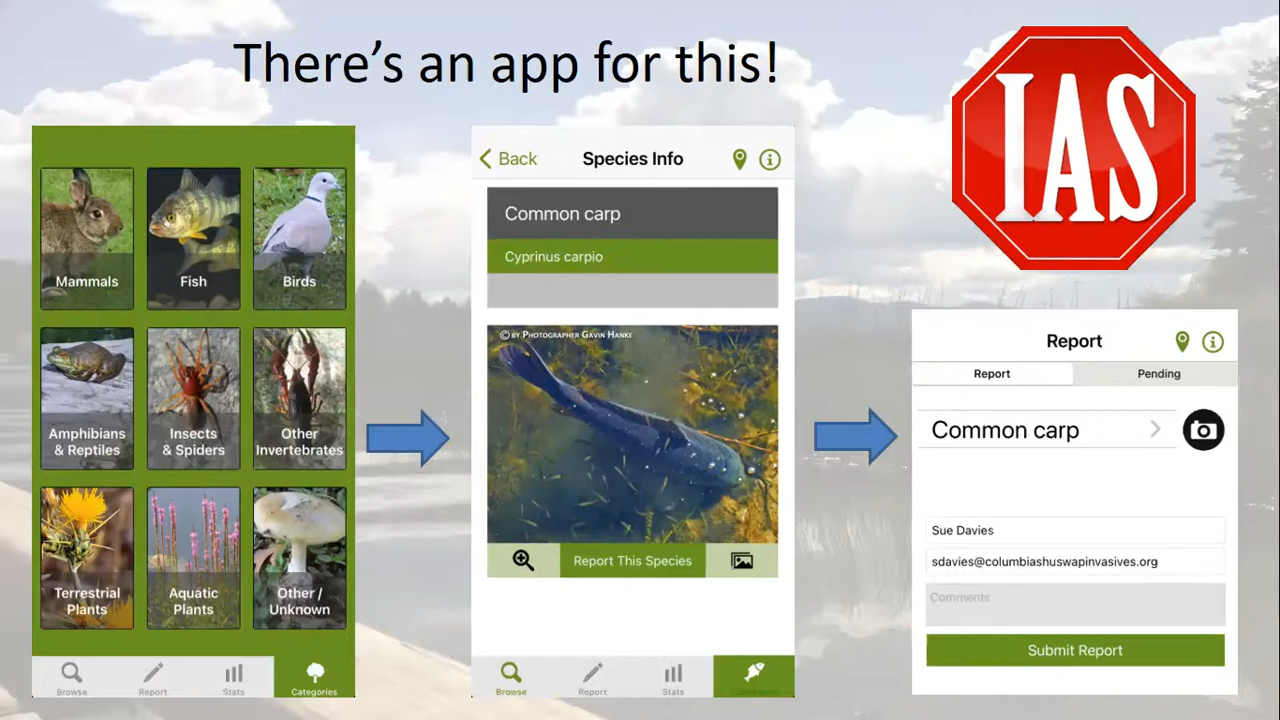 There's an app for this!
IAS
Mammals
Fish
Birds
Amphibians
& Reptiles
Insects
& Spiders
Other
Invertebrates
Terrestrial
Plants
Aquatic
Plants
Other /
Unknown
Browse
Report
Stats
Categories
Back
Species Info
Common carp
Cyprinus carpio
© BY PHOTOGRAPHER GAVIN HANKE
Report This Species
Browse
Report
Stats
Report
Report
Pending
Common carp
Sue Davies
sdavies@columbiashuswapinvasives.org
Comments
Submit Report